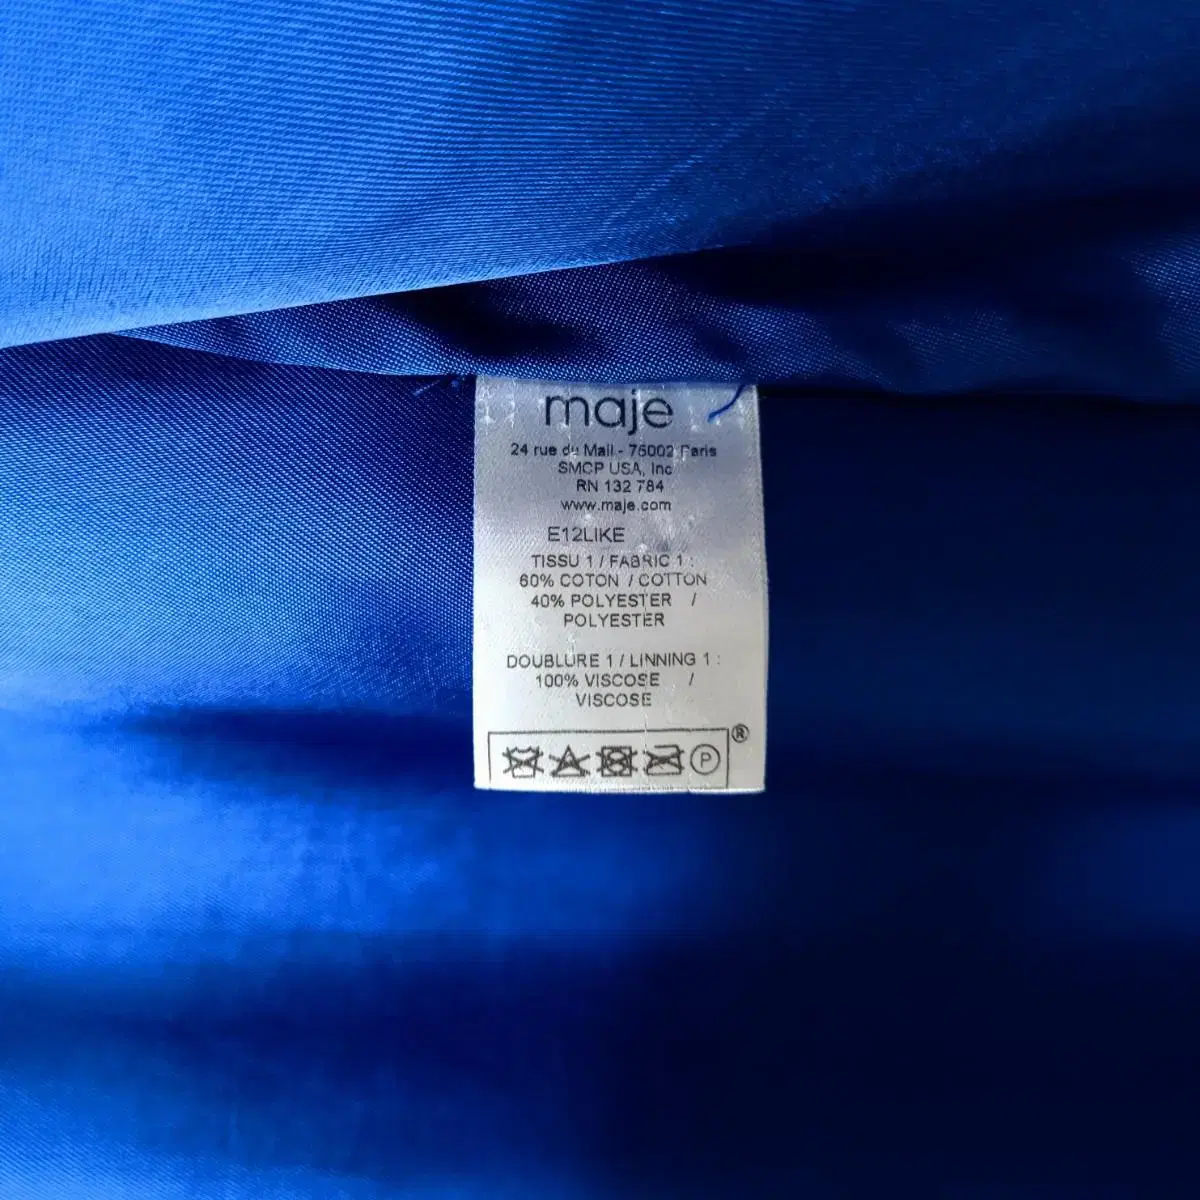 maje
24 rue du Mail - 75002 Paris
SMCP USA, Inc
RN 132 784
www.maje.com
E12LIKE
TISSU 1 / FABRIC 1 :
60% COTON / COTTON
40% POLYESTER /
POLYESTER
DOUBLURE 1 / LINNING 1 :
100% VISCOSE /
VISCOSE
®
P